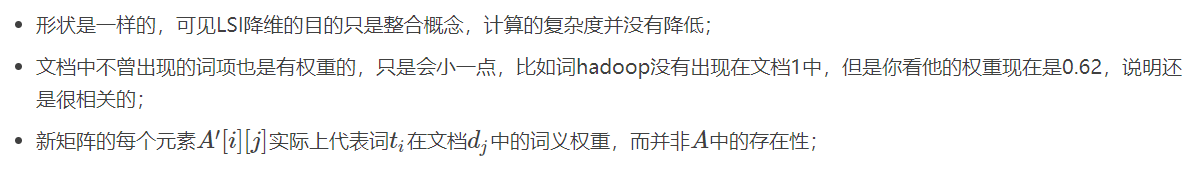 • 形状是一样的，可见LSI降维的目的只是整合概念，计算的复杂度并没有降低；
• 文档中不曾出现的词项也是有权重的，只是会小一点，比如词hadoop没有出现在文档1中，但是你看他的权重现在是0.62，说明还
是很相关的；
• 新矩阵的每个元素A′[i][j]实际上代表词tᵢ在文档dⱼ中的词义权重，而并非A中的存在性；